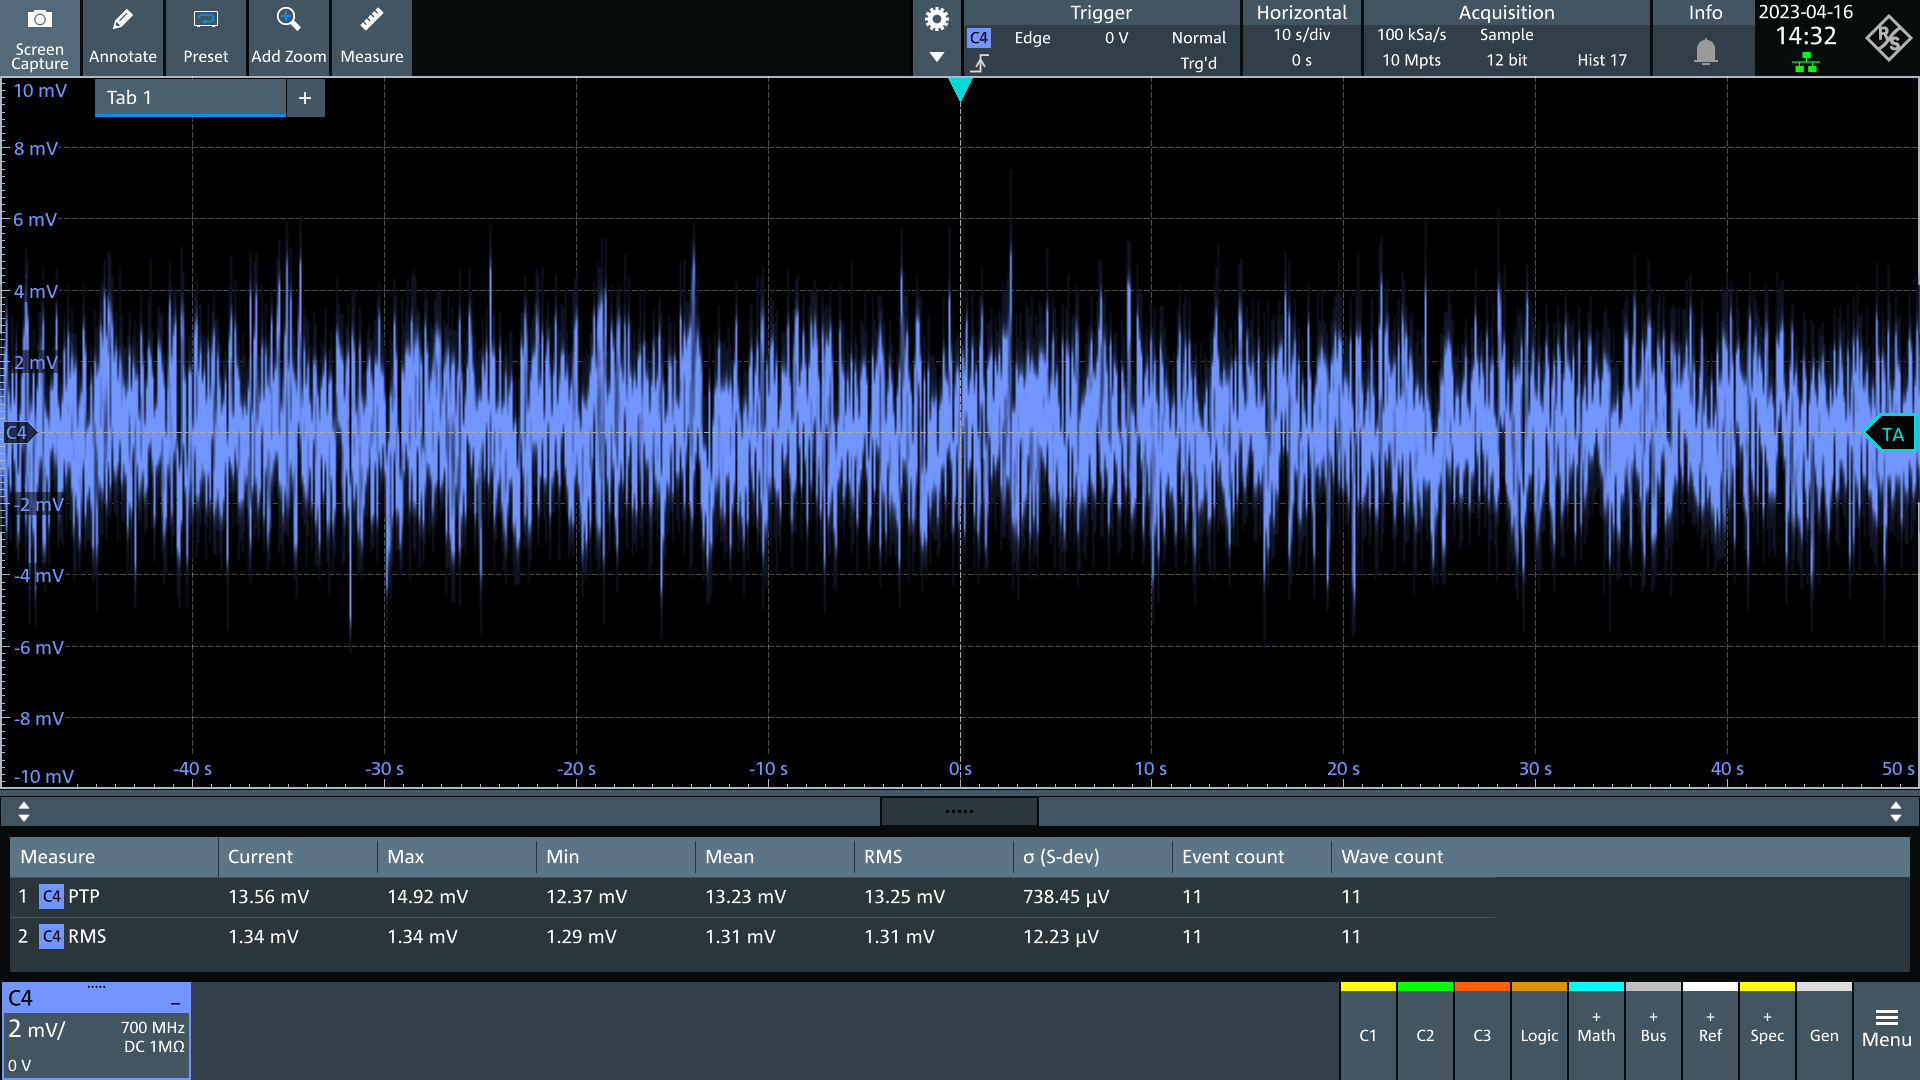 Screen Capture
Annotate
Preset
Add Zoom
Measure
Trigger
C4 Edge 0 V Normal
Trg'd
Horizontal
10 s/div
0 s
Acquisition
100 kSa/s Sample
10 Mpts 12 bit Hist 17
Info
2023-04-16
14:32
R S
Tab 1 +
10 mV
8 mV
6 mV
4 mV
2 mV
C4
TA
-2 mV
-4 mV
-6 mV
-8 mV
-10 mV
-40 s -30 s -20 s -10 s 0 s 10 s 20 s 30 s 40 s 50 s
Measure Current Max Min Mean RMS σ (S-dev) Event count Wave count
1 C4 PTP 13.56 mV 14.92 mV 12.37 mV 13.23 mV 13.25 mV 738.45 µV 11 11
2 C4 RMS 1.34 mV 1.34 mV 1.29 mV 1.31 mV 1.31 mV 12.23 µV 11 11
C4
2 mV/ 700 MHz
DC 1MΩ
0 V
C1
C2
C3
Logic
+ Math
+ Bus
+ Ref
+ Spec
Gen
Menu